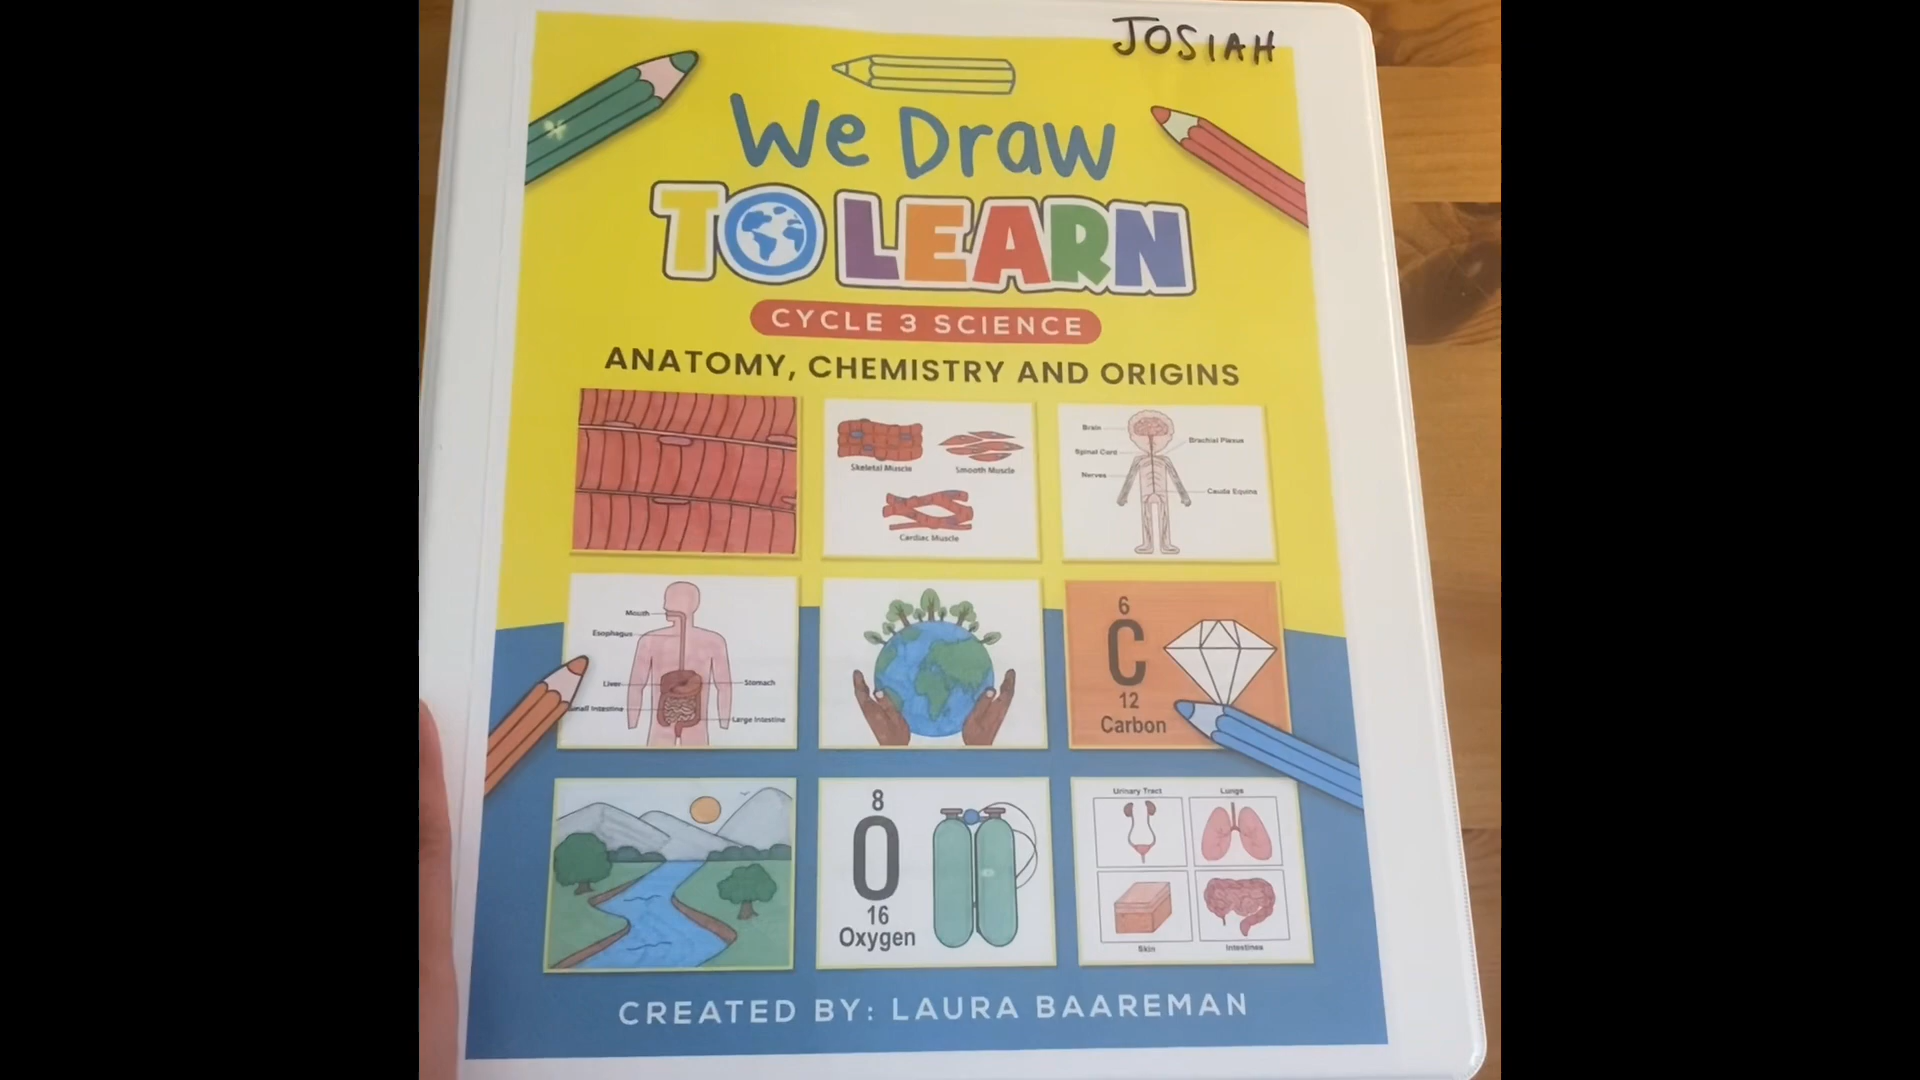 JOSIAH
We Draw
TO LEARN
CYCLE 3 SCIENCE
ANATOMY, CHEMISTRY AND ORIGINS
Skeletal Muscle
Smooth Muscle
Cardiac Muscle
Brain
Brachial Plexus
Spinal Cord
Nerves
Cauda Equina
Mouth
Esophagus
Liver
Stomach
Small Intestine
Large Intestine
6
C
12
Carbon
8
O
16
Oxygen
Urinary Tract
Lungs
Skin
Intestines
CREATED BY: LAURA BAAREMAN